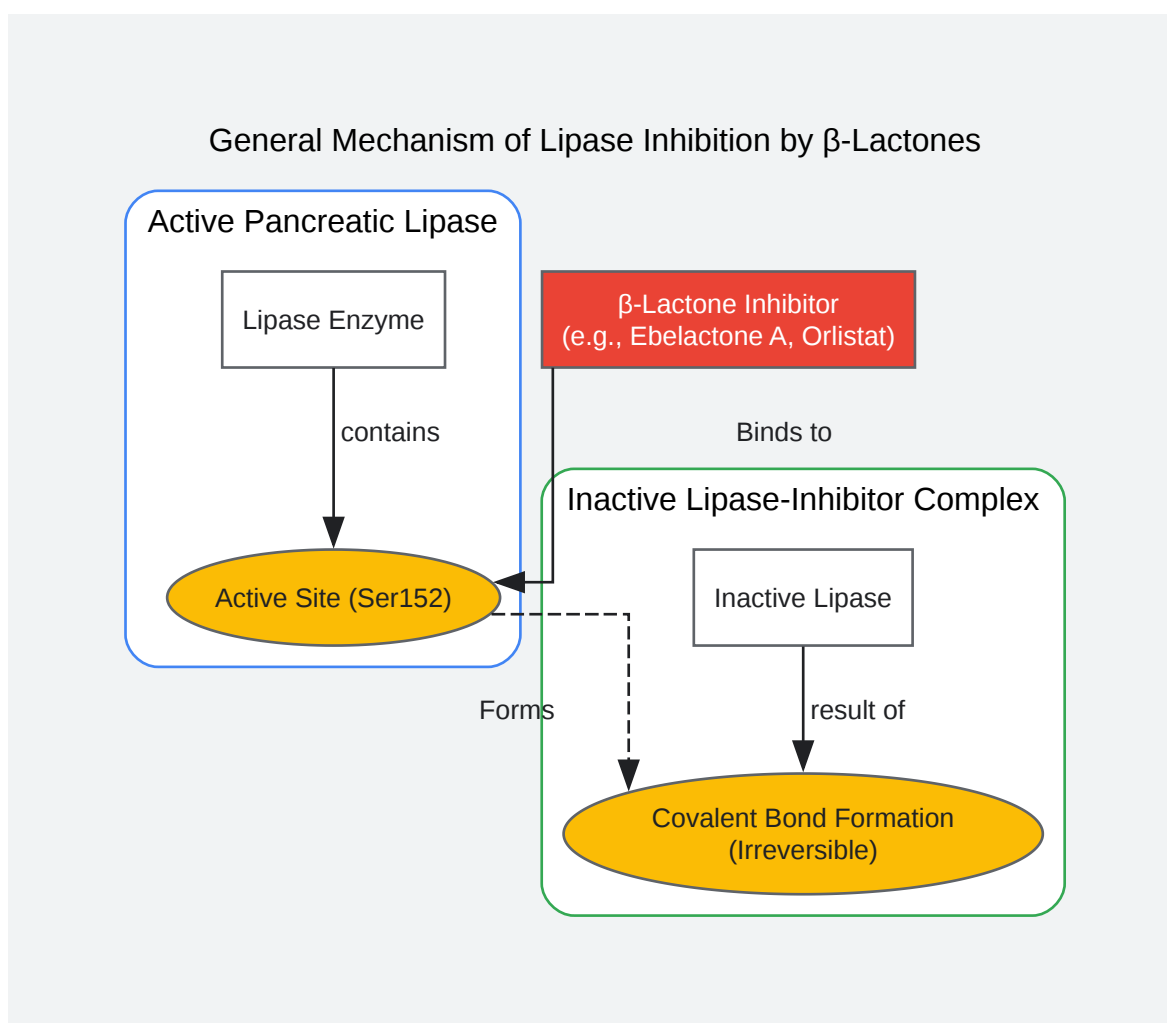 General Mechanism of Lipase Inhibition by β-Lactones
Active Pancreatic Lipase
Lipase Enzyme
β-Lactone Inhibitor
(e.g., Ebelactone A, Orlistat)
contains
Binds to
Inactive Lipase-Inhibitor Complex
Active Site (Ser152)
Inactive Lipase
Forms
result of
Covalent Bond Formation
(Irreversible)